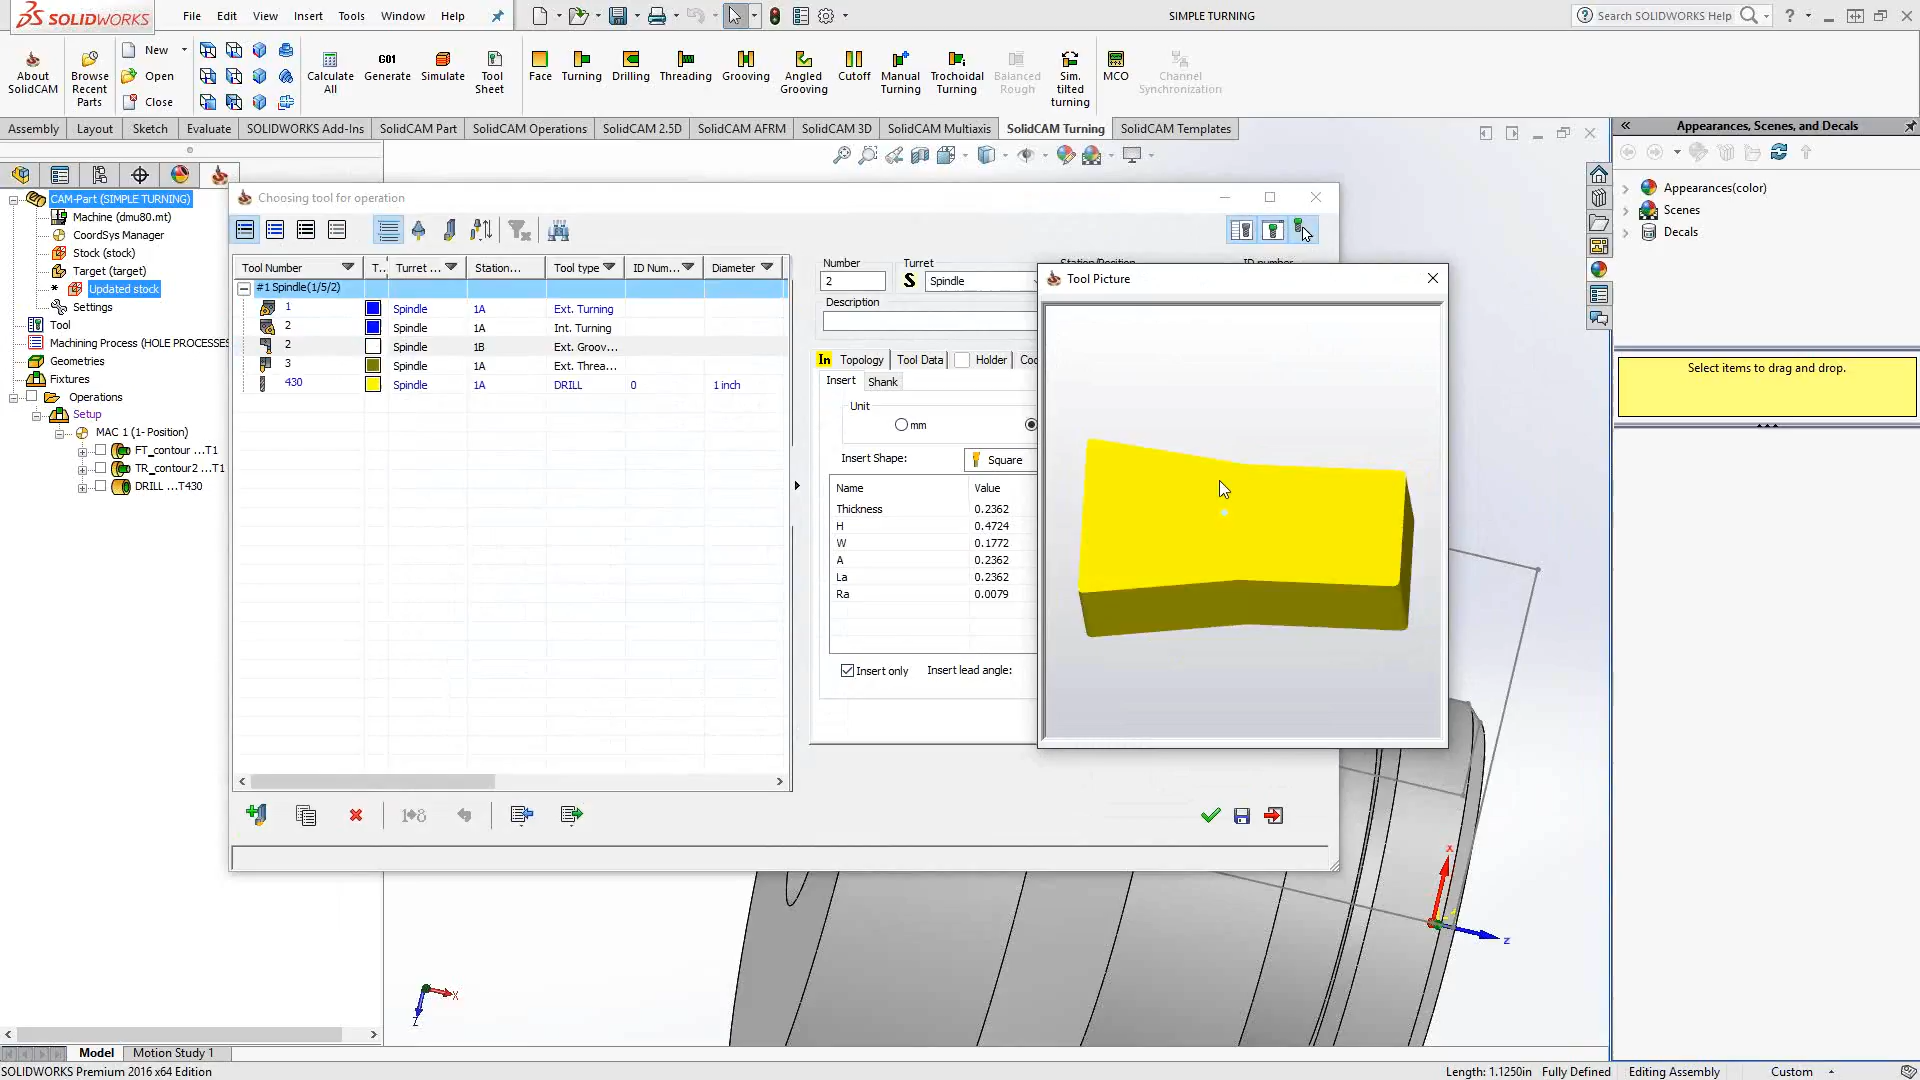 SOLIDWORKS
File Edit View Insert Tools Window Help
SIMPLE TURNING
Search SOLIDWORKS Help
About SolidCAM
Browse Recent Parts
New
Open
Close
Calculate All
G01
Generate
Simulate
Tool Sheet
Face
Turning
Drilling
Threading
Grooving
Angled Grooving
Cutoff
Manual Turning
Trochoidal Turning
Balanced Rough
Sim. tilted turning
MCO
Channel Synchronization
Assembly Layout Sketch Evaluate SOLIDWORKS Add-Ins SolidCAM Part SolidCAM Operations SolidCAM 2.5D SolidCAM AFRM SolidCAM 3D SolidCAM Multiaxis SolidCAM Turning SolidCAM Templates
Appearances, Scenes, and Decals
Appearances(color)
Scenes
Decals
Select items to drag and drop.
CAM-Part (SIMPLE TURNING)
Machine (dmu80.mt)
CoordSys Manager
Stock (stock)
Target (target)
* Updated stock
Settings
Tool
Machining Process (HOLE PROCESSES
Geometries
Fixtures
Operations
Setup
MAC 1 (1- Position)
FT_contour ...T1
TR_contour2 ...T1
DRILL ...T430
Choosing tool for operation
Tool Number T.. Turret ... Station... Tool type ID Num... Diameter
#1 Spindle(1/5/2)
1 Spindle 1A Ext. Turning
2 Spindle 1A Int. Turning
2 Spindle 1B Ext. Groov...
3 Spindle 1A Ext. Threa...
430 Spindle 1A DRILL 0 1 inch
Number Turret Station/Position ID number
2 S Spindle
Description
In Topology Tool Data Holder Coo
Insert Shank
Unit
mm
Insert Shape: Square
Name Value
Thickness 0.2362
H 0.4724
W 0.1772
A 0.2362
La 0.2362
Ra 0.0079
Insert only Insert lead angle:
Tool Picture
X
Z
X
Z
Model Motion Study 1
SOLIDWORKS Premium 2016 x64 Edition
Length: 1.1250in Fully Defined Editing Assembly Custom